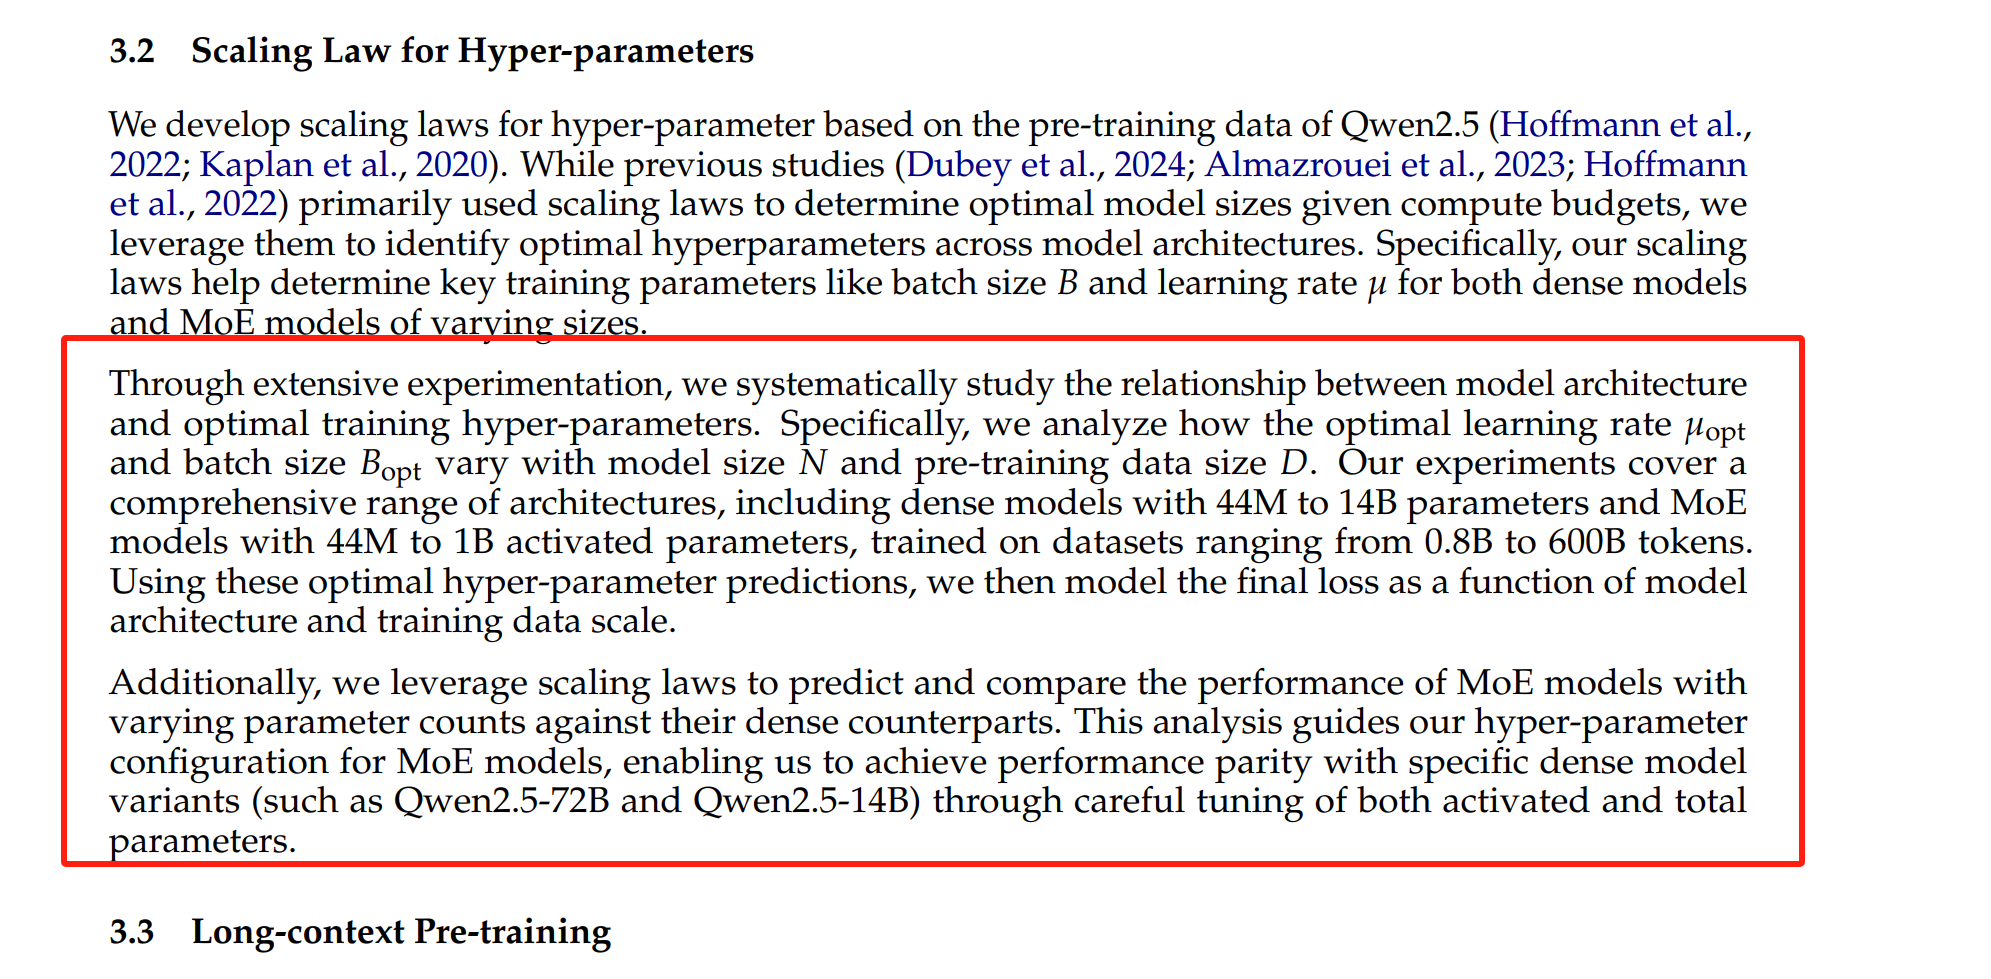 3.2 Scaling Law for Hyper-parameters
We develop scaling laws for hyper-parameter based on the pre-training data of Qwen2.5 (Hoffmann et al.,
2022; Kaplan et al., 2020). While previous studies (Dubey et al., 2024; Almazrouei et al., 2023; Hoffmann
et al., 2022) primarily used scaling laws to determine optimal model sizes given compute budgets, we
leverage them to identify optimal hyperparameters across model architectures. Specifically, our scaling
laws help determine key training parameters like batch size B and learning rate μ for both dense models
and MoE models of varying sizes.
Through extensive experimentation, we systematically study the relationship between model architecture
and optimal training hyper-parameters. Specifically, we analyze how the optimal learning rate μopt
and batch size Bopt vary with model size N and pre-training data size D. Our experiments cover a
comprehensive range of architectures, including dense models with 44M to 14B parameters and MoE
models with 44M to 1B activated parameters, trained on datasets ranging from 0.8B to 600B tokens.
Using these optimal hyper-parameter predictions, we then model the final loss as a function of model
architecture and training data scale.
Additionally, we leverage scaling laws to predict and compare the performance of MoE models with
varying parameter counts against their dense counterparts. This analysis guides our hyper-parameter
configuration for MoE models, enabling us to achieve performance parity with specific dense model
variants (such as Qwen2.5-72B and Qwen2.5-14B) through careful tuning of both activated and total
parameters.
3.3 Long-context Pre-training